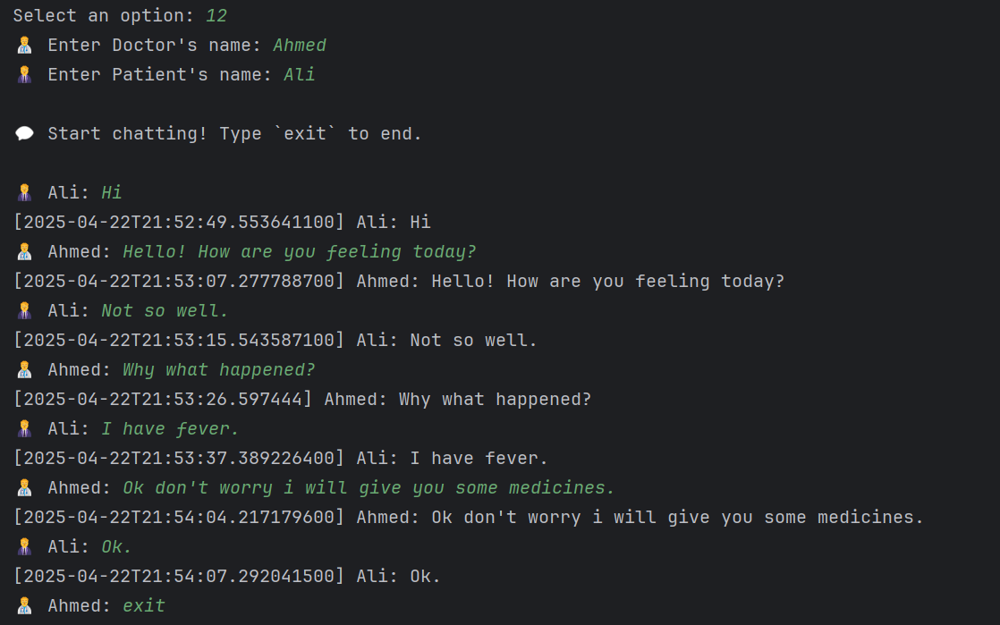 Select an option: 12
👨‍⚕️ Enter Doctor's name: Ahmed
👨‍💼 Enter Patient's name: Ali
💬 Start chatting! Type `exit` to end.
👨‍💼 Ali: Hi
[2025-04-22T21:52:49.553641100] Ali: Hi
👨‍⚕️ Ahmed: Hello! How are you feeling today?
[2025-04-22T21:53:07.277788700] Ahmed: Hello! How are you feeling today?
👨‍💼 Ali: Not so well.
[2025-04-22T21:53:15.543587100] Ali: Not so well.
👨‍⚕️ Ahmed: Why what happened?
[2025-04-22T21:53:26.597444] Ahmed: Why what happened?
👨‍💼 Ali: I have fever.
[2025-04-22T21:53:37.389226400] Ali: I have fever.
👨‍⚕️ Ahmed: Ok don't worry i will give you some medicines.
[2025-04-22T21:54:04.217179600] Ahmed: Ok don't worry i will give you some medicines.
👨‍💼 Ali: Ok.
[2025-04-22T21:54:07.292041500] Ali: Ok.
👨‍⚕️ Ahmed: exit